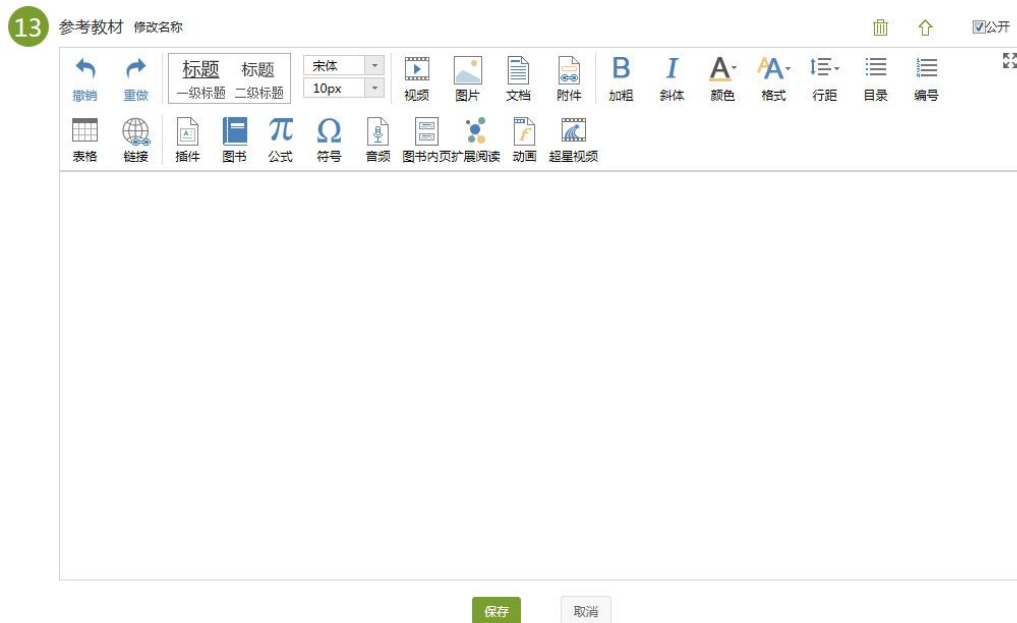 13 参考教材 修改名称 公开
撤销 重做 标题 一级标题 标题 二级标题 宋体 10px 视频 图片 文档 附件 B 加粗 I 斜体 A 颜色 AA 格式 行距 目录 编号
表格 链接 A 插件 图书 π 公式 Ω 符号 音频 图书内页 扩展阅读 f 动画 超星视频
保存 取消